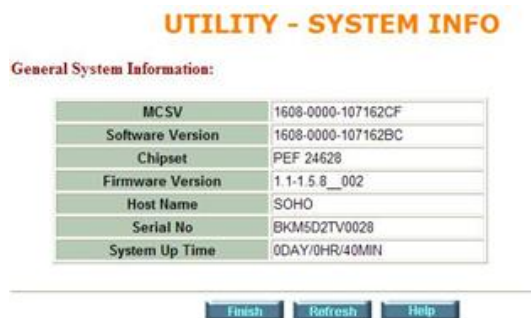 UTILITY - SYSTEM INFO
General System Information:
MCSV 1608-0000-107162CF
Software Version 1608-0000-107162BC
Chipset PEF 24628
Firmware Version 1.1-1.5.8__002
Host Name SOHO
Serial No BKM5D2TV0028
System Up Time 0DAY/0HR/40MIN
Finish Refresh Help